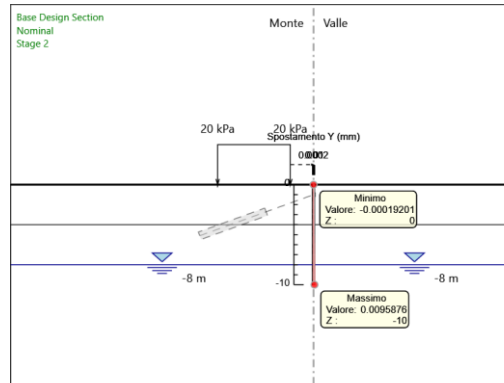 Base Design Section
Nominal
Stage 2
Monte
Valle
20 kPa
20 kPa
Spostamento Y (mm)
0
Minimo
Valore: -0.00019201
Z : 0
-8 m
-8 m
-10
Massimo
Valore: 0.0095876
Z : -10